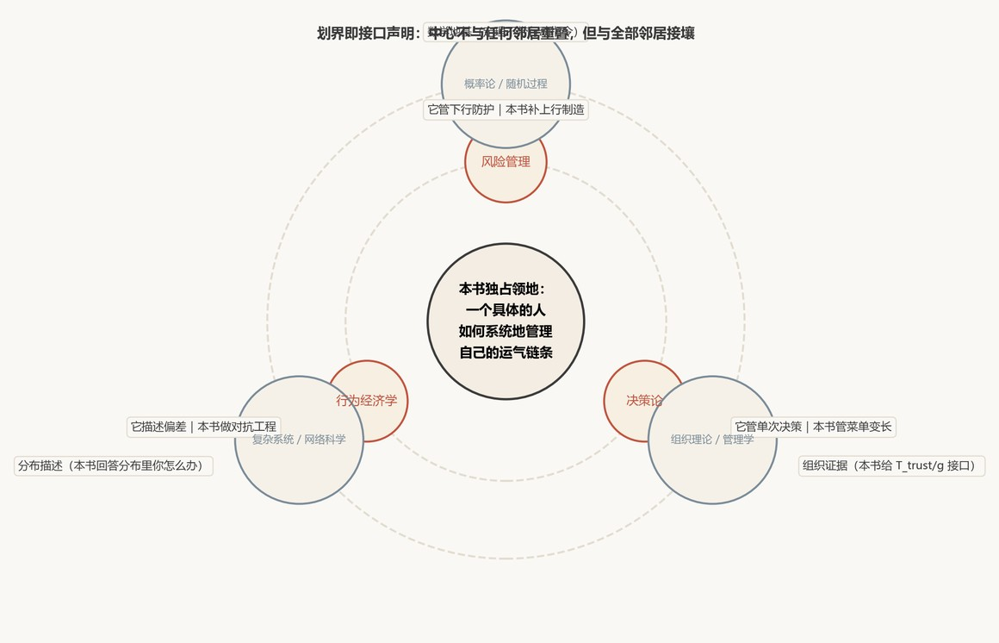 划界即接口声明：中心不与任何邻居重叠，但与全部邻居接壤
概率论 / 随机过程
它管下行防护｜本书补上行制造
风险管理
本书独占领地：
一个具体的人
如何系统地管理
自己的运气链条
行为经济学
决策论
它描述偏差｜本书做对抗工程
复杂系统 / 网络科学
它管单次决策｜本书管菜单变长
组织理论 / 管理学
分布描述（本书回答分布里你怎么办）
组织证据（本书给 T_trust/g 接口）